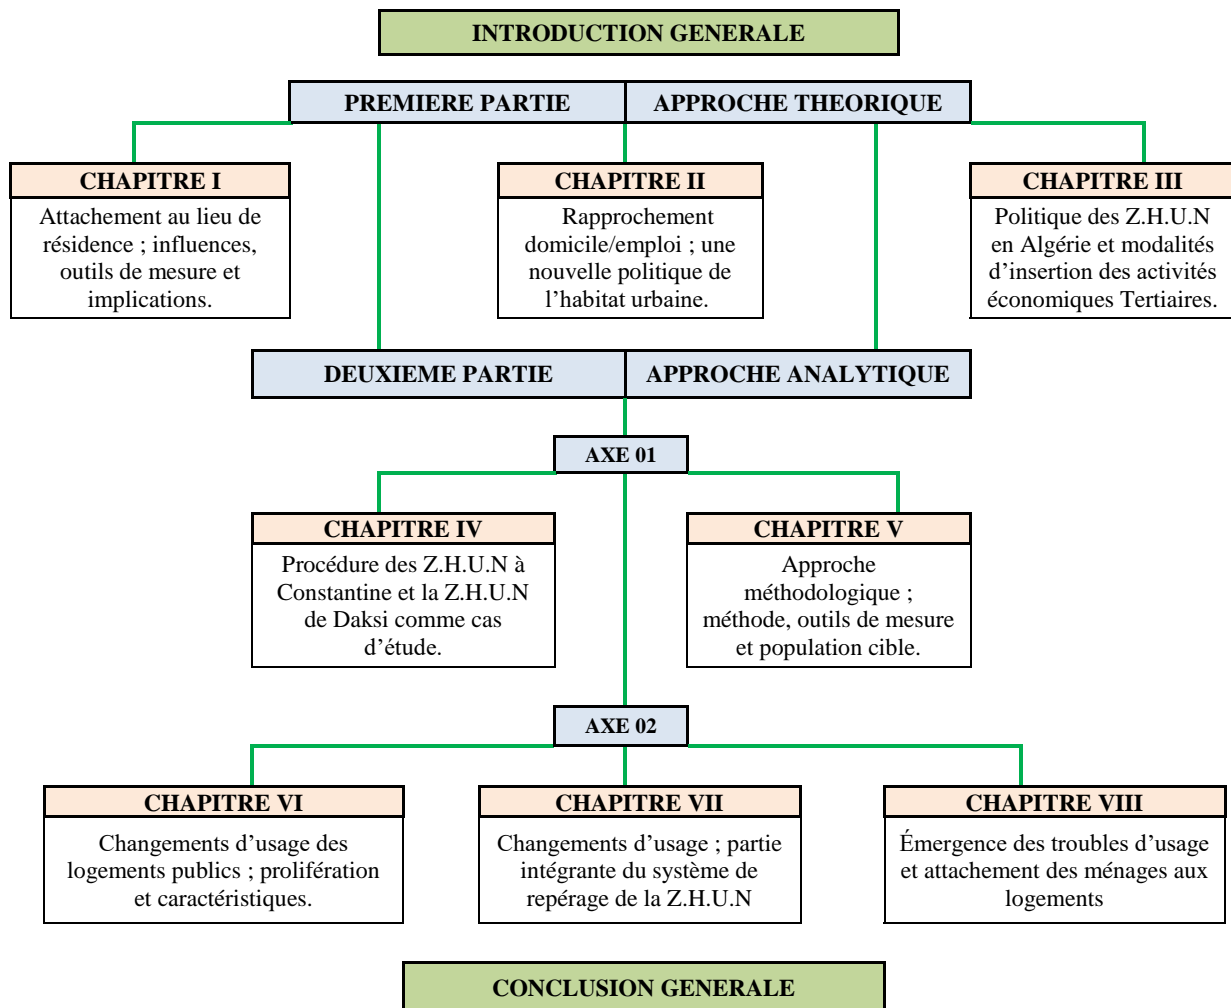 INTRODUCTION GENERALE
PREMIERE PARTIE
APPROCHE THEORIQUE
CHAPITRE I
Attachement au lieu de
résidence ; influences,
outils de mesure et
implications.
CHAPITRE II
Rapprochement
domicile/emploi ; une
nouvelle politique de
l’habitat urbaine.
CHAPITRE III
Politique des Z.H.U.N
en Algérie et modalités
d’insertion des activités
économiques Tertiaires.
DEUXIEME PARTIE
APPROCHE ANALYTIQUE
AXE 01
CHAPITRE IV
Procédure des Z.H.U.N à
Constantine et la Z.H.U.N
de Daksi comme cas
d’étude.
CHAPITRE V
Approche
méthodologique ;
méthode, outils de mesure
et population cible.
AXE 02
CHAPITRE VI
Changements d’usage des
logements publics ; prolifération
et caractéristiques.
CHAPITRE VII
Changements d’usage ; partie
intégrante du système de
repérage de la Z.H.U.N
CHAPITRE VIII
Émergence des troubles d’usage
et attachement des ménages aux
logements
CONCLUSION GENERALE